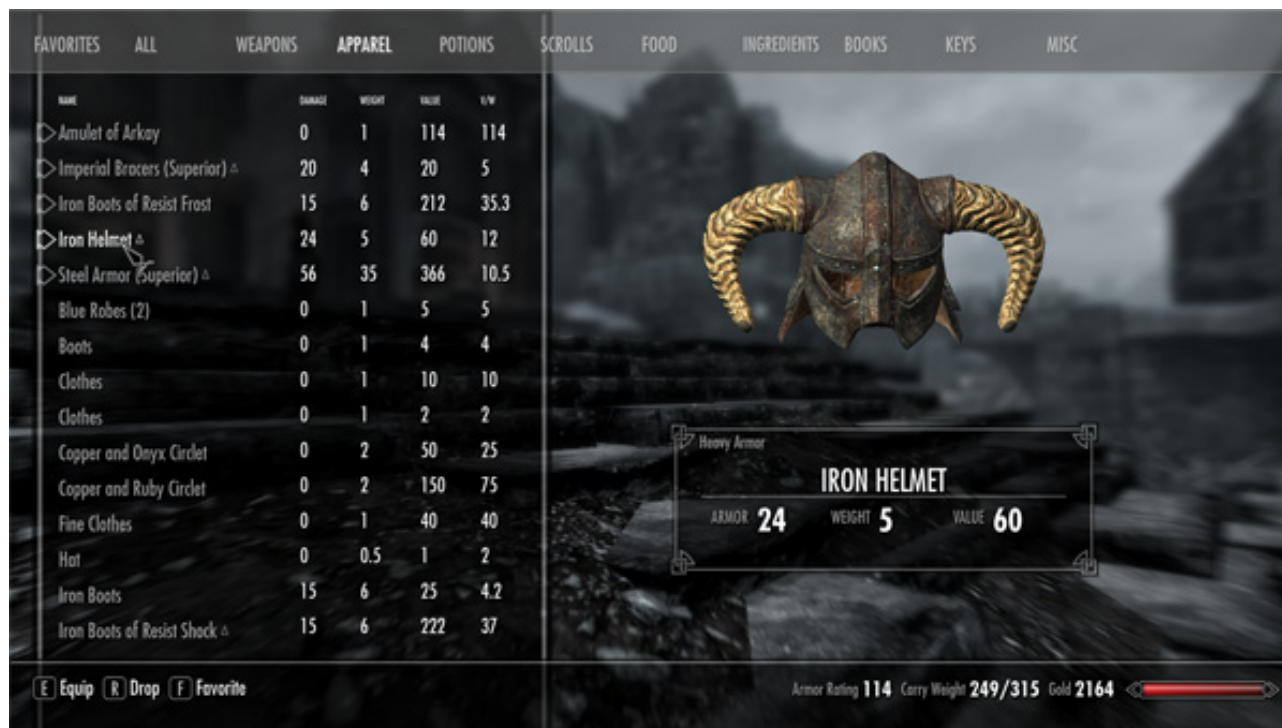 FAVORITES ALL WEAPONS APPAREL POTIONS SCROLLS FOOD INGREDIENTS BOOKS KEYS MISC
NAME DAMAGE WEIGHT VALUE V/W
Amulet of Arkay 0 1 114 114
Imperial Bracers (Superior) 20 4 20 5
Iron Boots of Resist Frost 15 6 212 35.3
Iron Helmet 24 5 60 12
Steel Armor (Superior) 56 35 366 10.5
Blue Robes (2) 0 1 5 5
Boots 0 1 4 4
Clothes 0 1 10 10
Clothes 0 1 2 2
Copper and Onyx Circlet 0 2 50 25
Copper and Ruby Circlet 0 2 150 75
Fine Clothes 0 1 40 40
Hat 0 0.5 1 2
Iron Boots 15 6 25 4.2
Iron Boots of Resist Shock 15 6 222 37
Heavy Armor
IRON HELMET
ARMOR 24 WEIGHT 5 VALUE 60
E Equip R Drop F Favorite Armor Rating 114 Carry Weight 249/315 Gold 2164